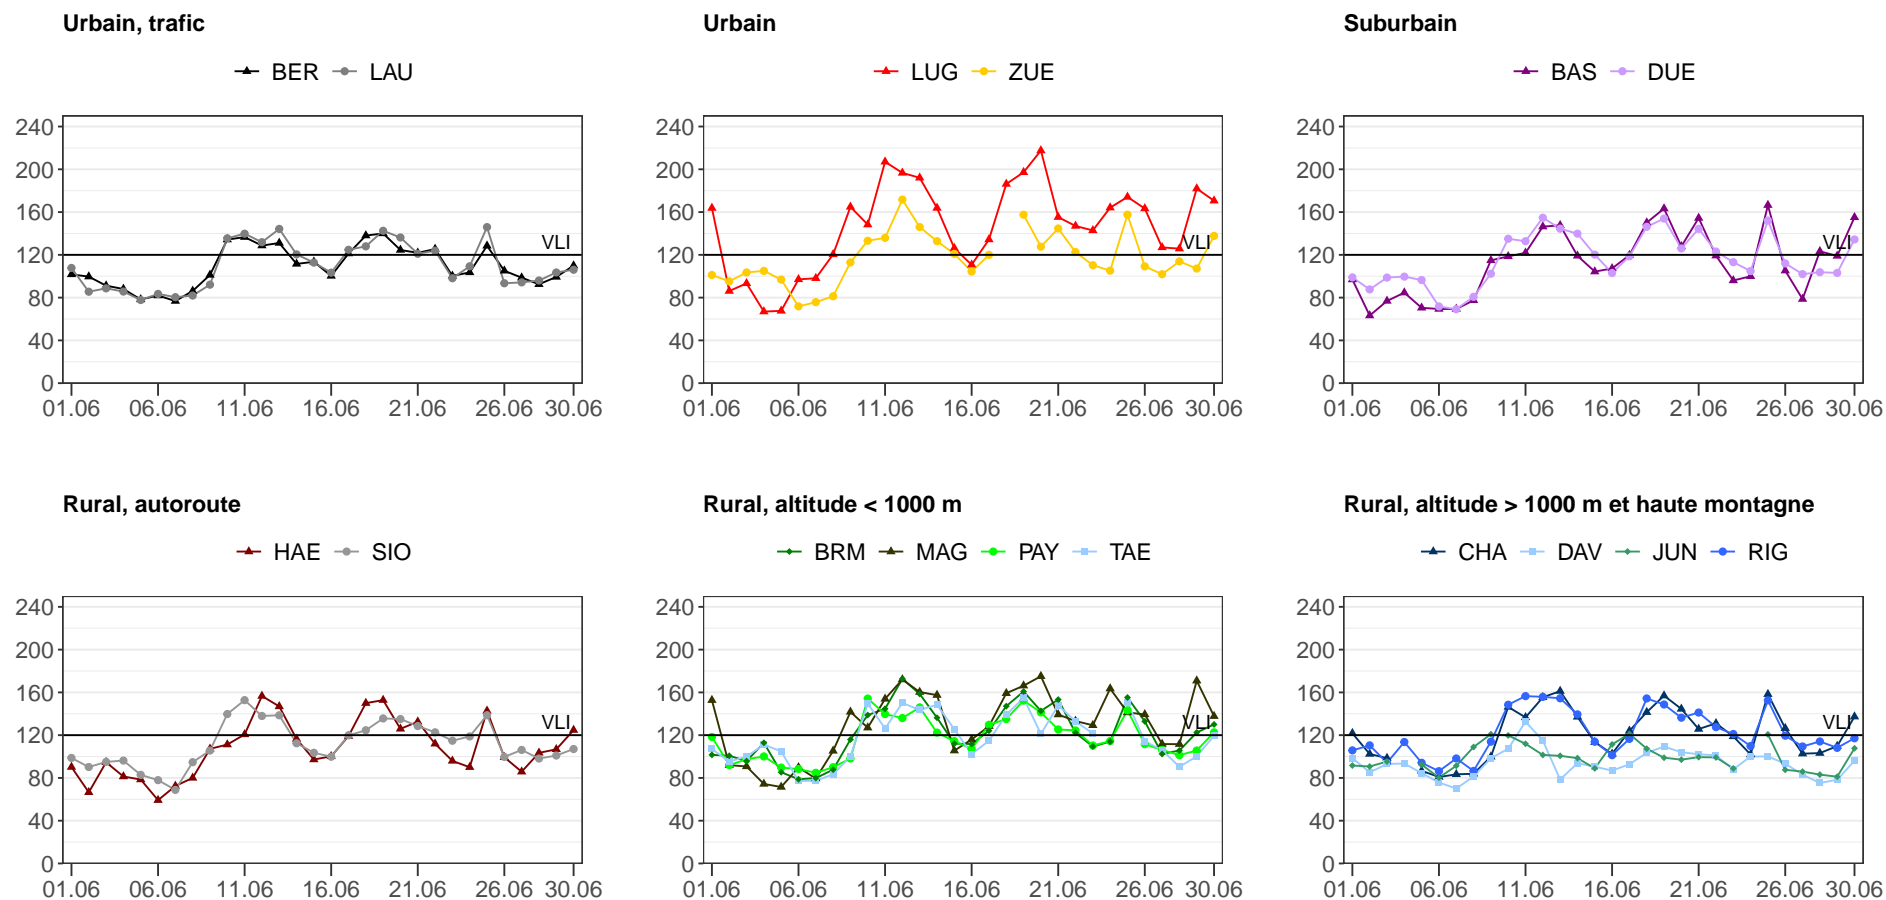 Urbain, trafic
BER LAU
240
200
160
120
80
40
0
VLI
01.06 06.06 11.06 16.06 21.06 26.06 30.06
Urbain
LUG ZUE
240
200
160
120
80
40
0
VLI
01.06 06.06 11.06 16.06 21.06 26.06 30.06
Suburbain
BAS DUE
240
200
160
120
80
40
0
VLI
01.06 06.06 11.06 16.06 21.06 26.06 30.06
Rural, autoroute
HAE SIO
240
200
160
120
80
40
0
VLI
01.06 06.06 11.06 16.06 21.06 26.06 30.06
Rural, altitude < 1000 m
BRM MAG PAY TAE
240
200
160
120
80
40
0
VLI
01.06 06.06 11.06 16.06 21.06 26.06 30.06
Rural, altitude > 1000 m et haute montagne
CHA DAV JUN RIG
240
200
160
120
80
40
0
VLI
01.06 06.06 11.06 16.06 21.06 26.06 30.06